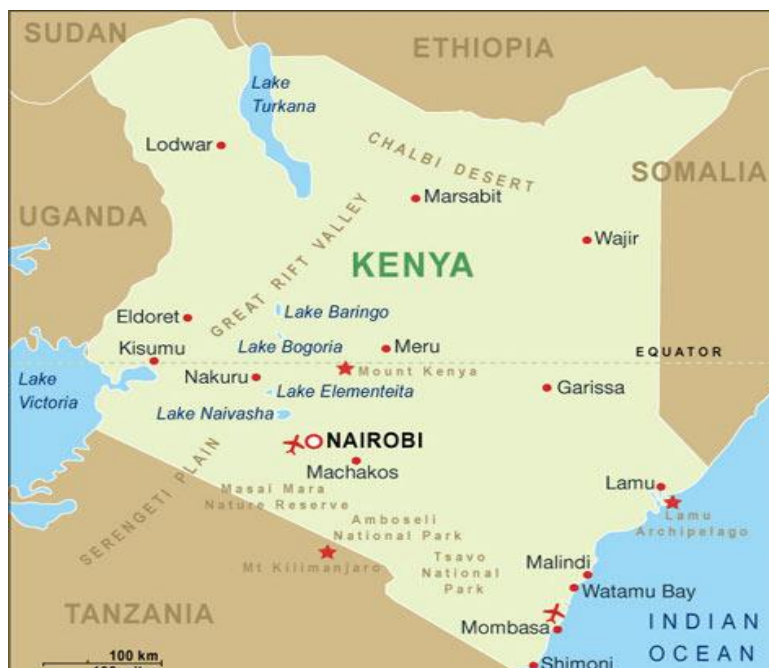 SUDAN
ETHIOPIA
Lake
Turkana
Lodwar
CHALBI DESERT
SOMALIA
Marsabit
UGANDA
Wajir
GREAT RIFT VALLEY
KENYA
Lake Baringo
Eldoret
Lake Bogoria
Meru
Kisumu
EQUATOR
Lake
Victoria
Nakuru
Mount Kenya
Lake Elementeita
Garissa
Lake Naivasha
NAIROBI
Machakos
SERENGETI PLAIN
Masai Mara
Nature Reserve
Lamu
Lamu
Archipelago
Amboseli
National Park
Mt Kilimanjaro
Tsavo
National
Park
Malindi
Watamu Bay
TANZANIA
Mombasa
INDIAN
OCEAN
100 km
Shimoni